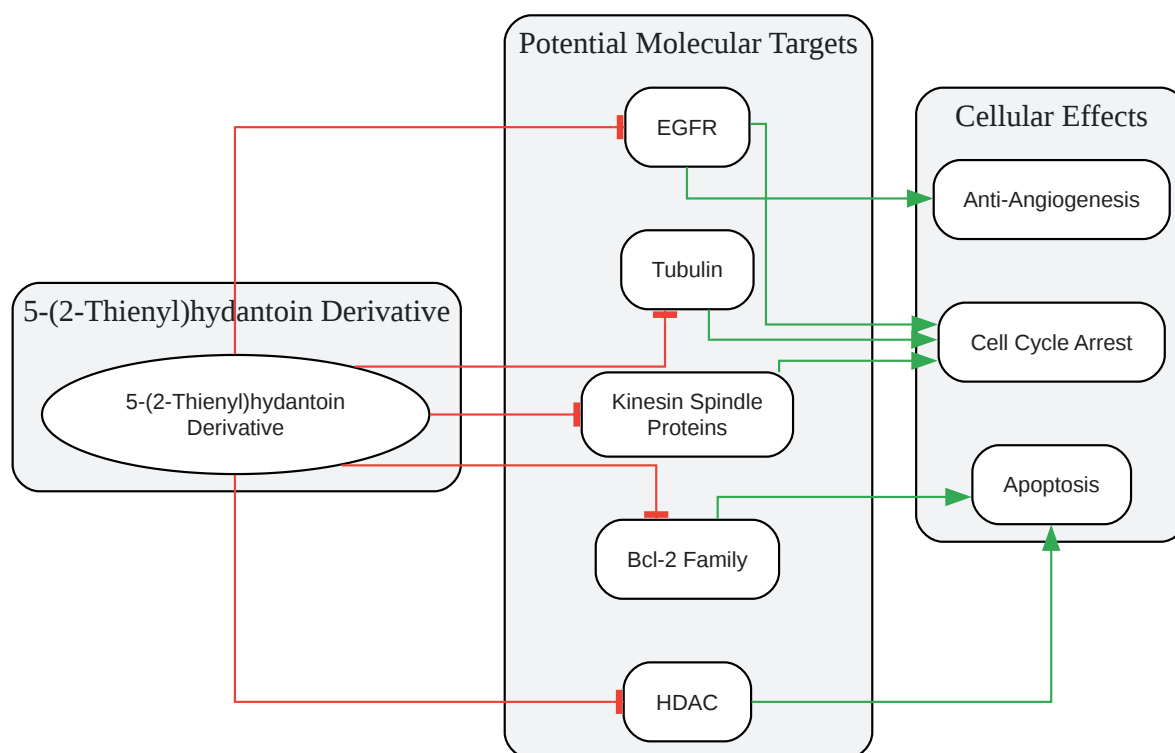 Potential Molecular Targets
EGFR
Cellular Effects
Anti-Angiogenesis
Tubulin
5-(2-Thienyl)hydantoin Derivative
Cell Cycle Arrest
5-(2-Thienyl)hydantoin
Derivative
Kinesin Spindle
Proteins
Apoptosis
Bcl-2 Family
HDAC